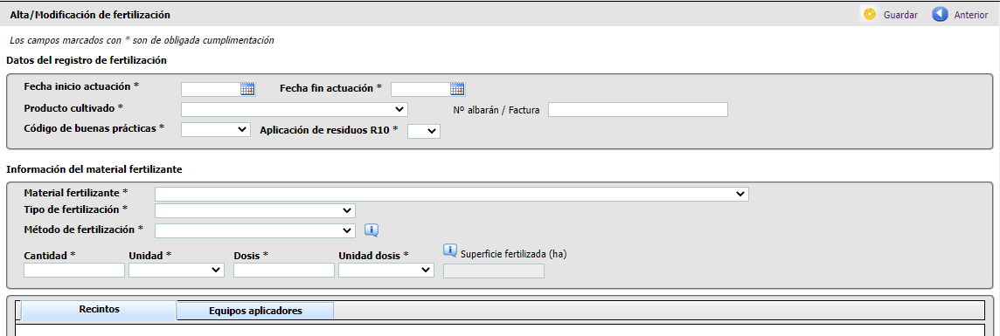 Alta/Modificación de fertilización Guardar Anterior
Los campos marcados con * son de obligada cumplimentación
Datos del registro de fertilización
Fecha inicio actuación * Fecha fin actuación *
Producto cultivado * Nº albarán / Factura
Código de buenas prácticas * Aplicación de residuos R10 *
Información del material fertilizante
Material fertilizante *
Tipo de fertilización *
Método de fertilización *
Cantidad * Unidad * Dosis * Unidad dosis * Superficie fertilizada (ha)
Recintos Equipos aplicadores